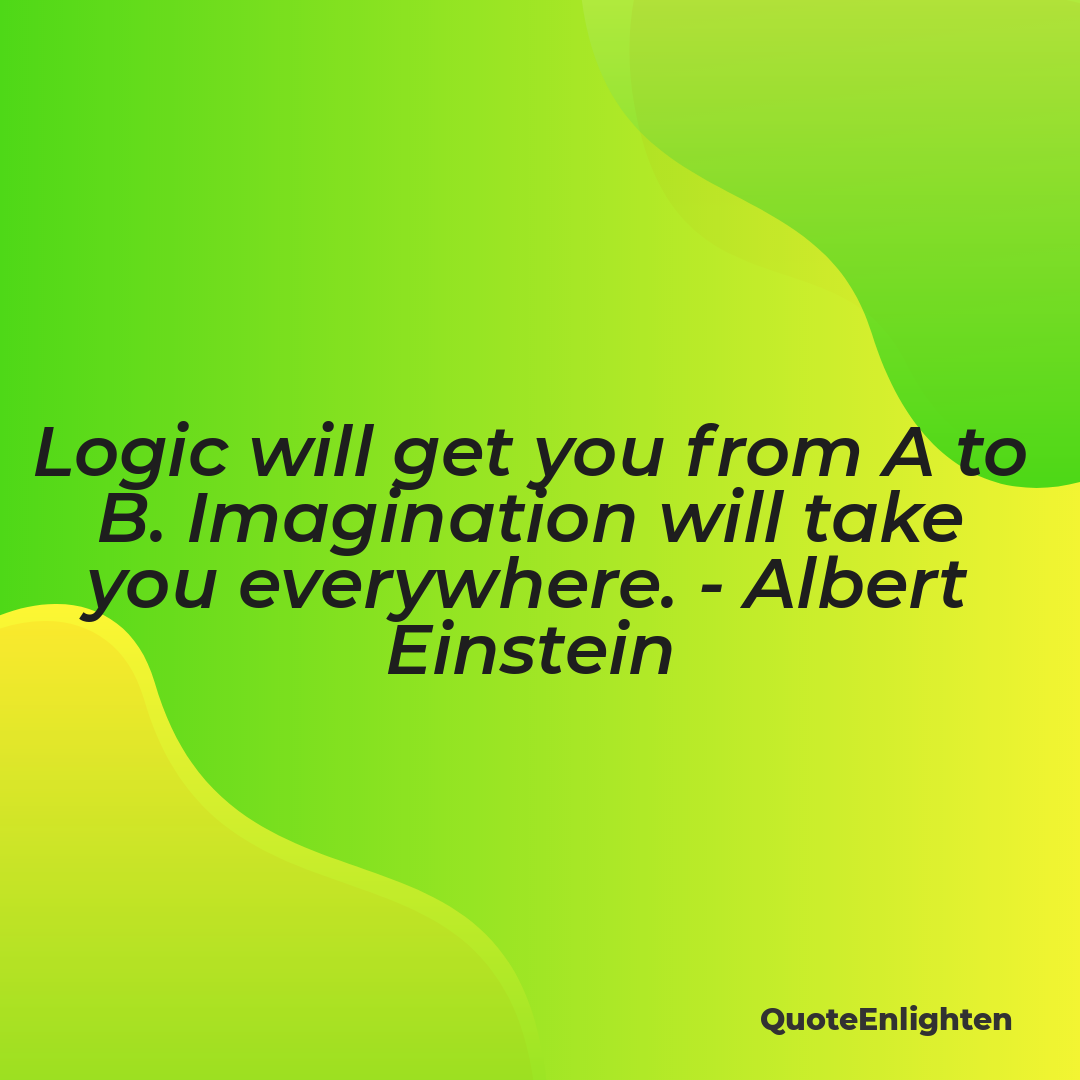 Logic will get you from A to
B. Imagination will take
you everywhere. - Albert
Einstein
QuoteEnlighten